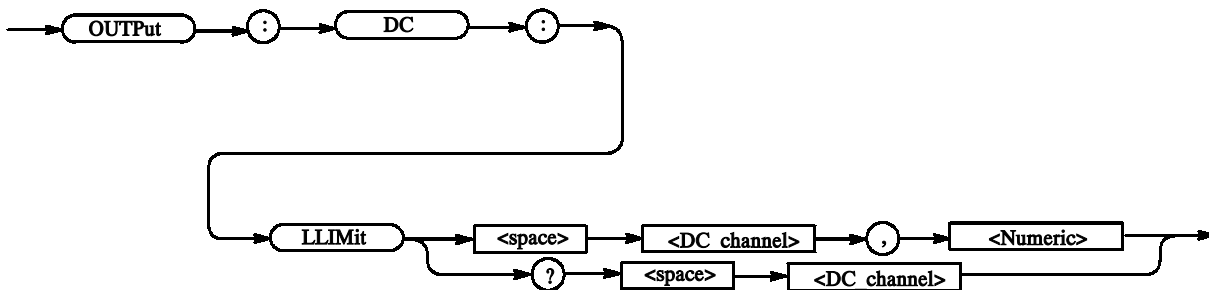 OUTPut : DC :
LLIMit <space> <DC channel> , <Numeric>
? <space> <DC channel>